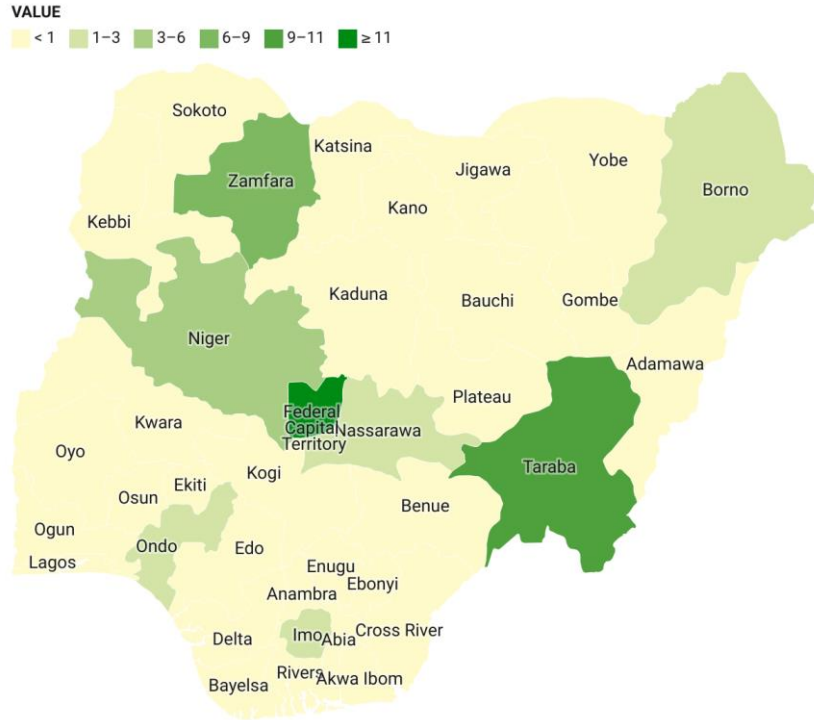 VALUE
< 1 1–3 3–6 6–9 9–11 ≥ 11
Sokoto
Katsina
Jigawa
Yobe
Zamfara
Borno
Kano
Kebbi
Kaduna
Bauchi
Gombe
Niger
Adamawa
Plateau
Federal
Capital
Territory
Nassarawa
Kwara
Oyo
Taraba
Kogi
Ekiti
Osun
Benue
Ogun
Ondo
Edo
Lagos
Enugu
Ebonyi
Anambra
Delta
Imo
Abia
Cross River
Rivers
Akwa Ibom
Bayelsa